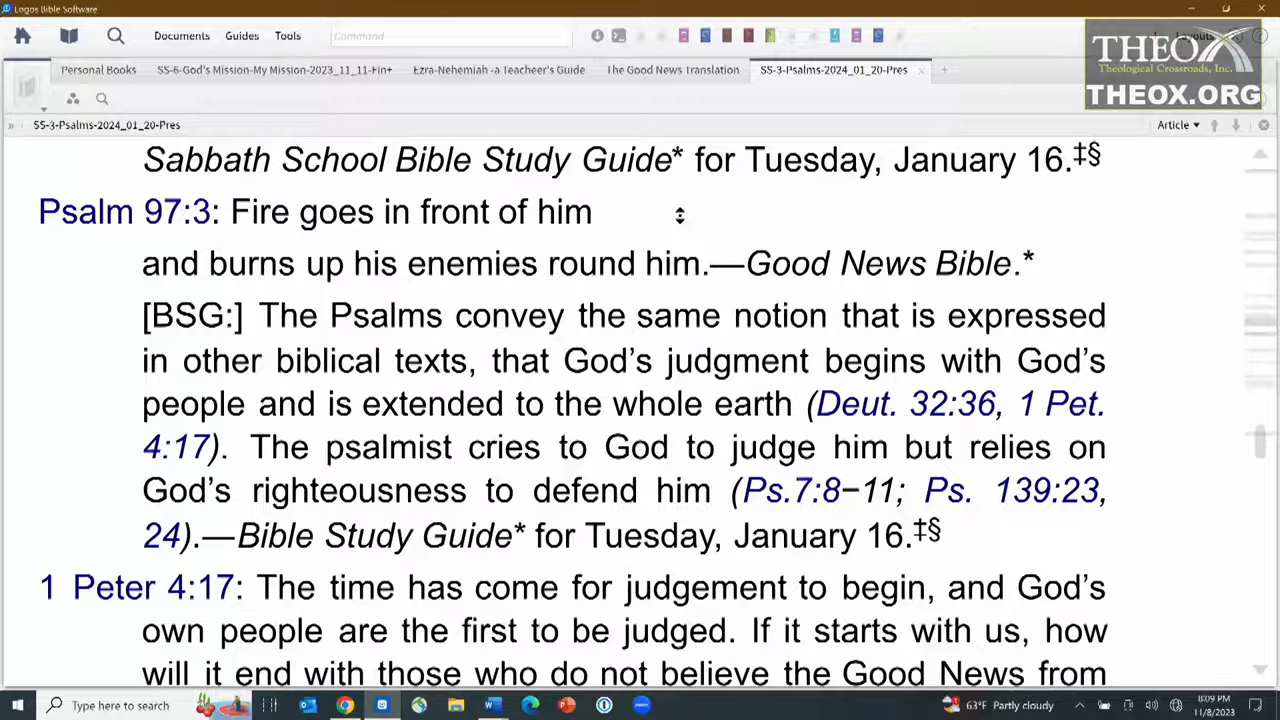 Logos Bible Software
Documents Guides Tools Command
THEOX
Theological Crossroads, Inc.
THEOX.ORG
Personal Books SS-6-God's Mission-My Mission-2023_11_11-Fin+ The Good News Translation SS-3-Psalms-2024_01_20-Pres
SS-3-Psalms-2024_01_20-Pres Article
Sabbath School Bible Study Guide* for Tuesday, January 16.‡§
Psalm 97:3: Fire goes in front of him
and burns up his enemies round him.—Good News Bible.*
[BSG:] The Psalms convey the same notion that is expressed
in other biblical texts, that God's judgment begins with God's
people and is extended to the whole earth (Deut. 32:36, 1 Pet.
4:17). The psalmist cries to God to judge him but relies on
God's righteousness to defend him (Ps.7:8–11; Ps. 139:23,
24).—Bible Study Guide* for Tuesday, January 16.‡§
1 Peter 4:17: The time has come for judgement to begin, and God's
own people are the first to be judged. If it starts with us, how
will it end with those who do not believe the Good News from
Type here to search 63°F Partly cloudy 8:09 PM
11/8/2023